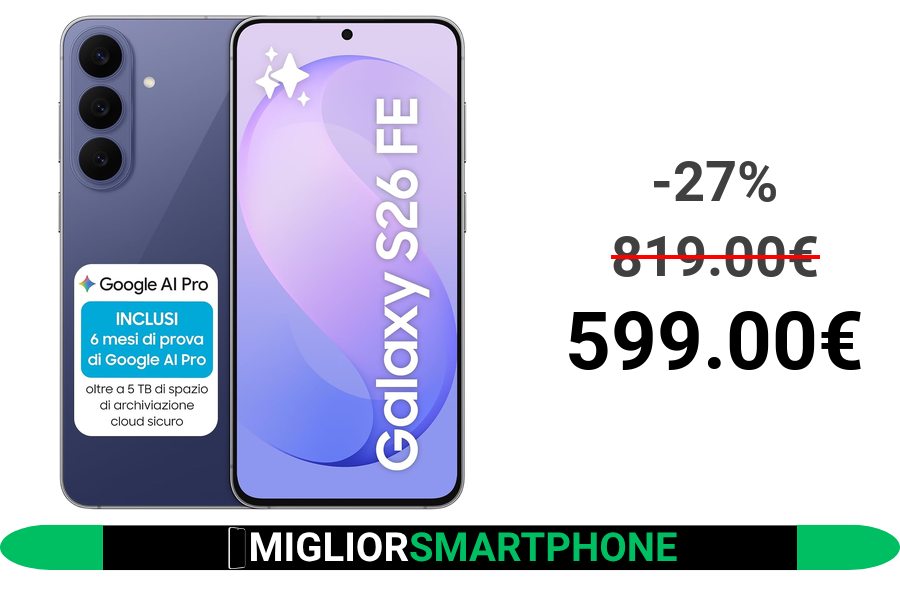 Galaxy S26 FE
Google AI Pro
INCLUSI
6 mesi di prova
di Google AI Pro
oltre a 5 TB di spazio
di archiviazione
cloud sicuro
-27%
819.00€
599.00€
MIGLIORSMARTPHONE